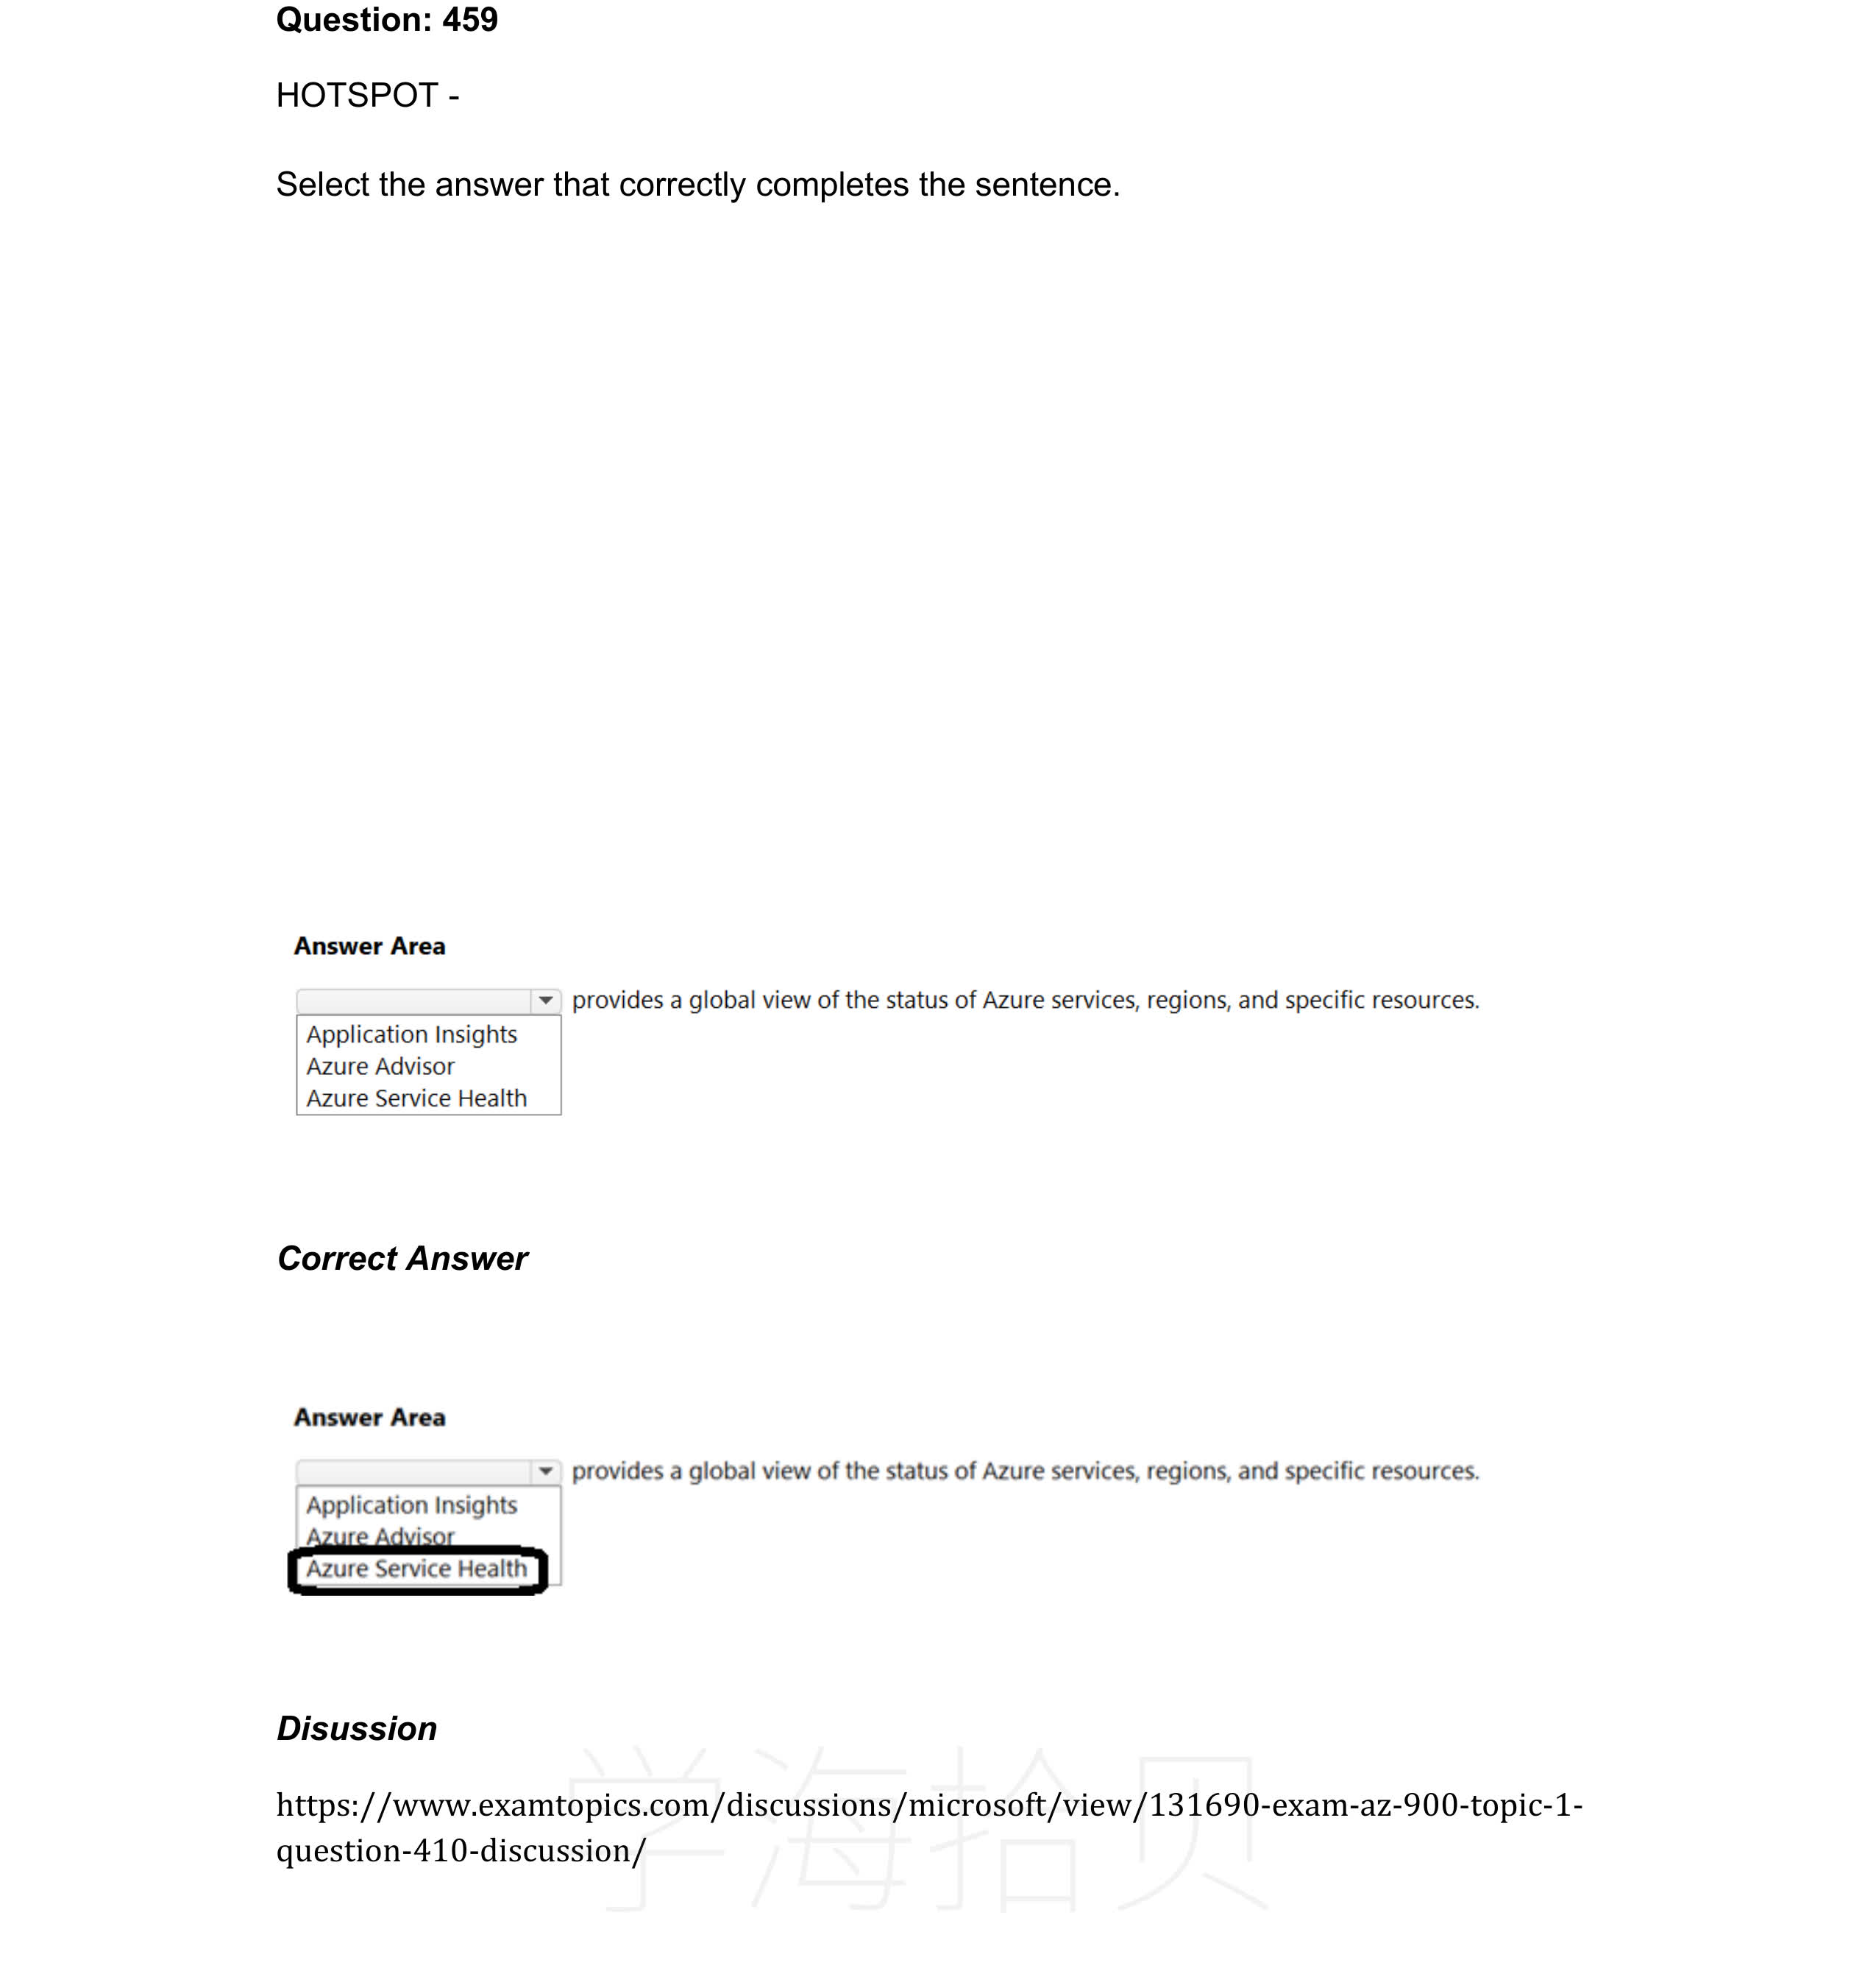 Question: 459
HOTSPOT -
Select the answer that correctly completes the sentence.
Answer Area
provides a global view of the status of Azure services, regions, and specific resources.
Application Insights
Azure Advisor
Azure Service Health
Correct Answer
Answer Area
provides a global view of the status of Azure services, regions, and specific resources.
Application Insights
Azure Advisor
Azure Service Health
Disussion
学海拾贝
https://www.examtopics.com/discussions/microsoft/view/131690-exam-az-900-topic-1-
question-410-discussion/